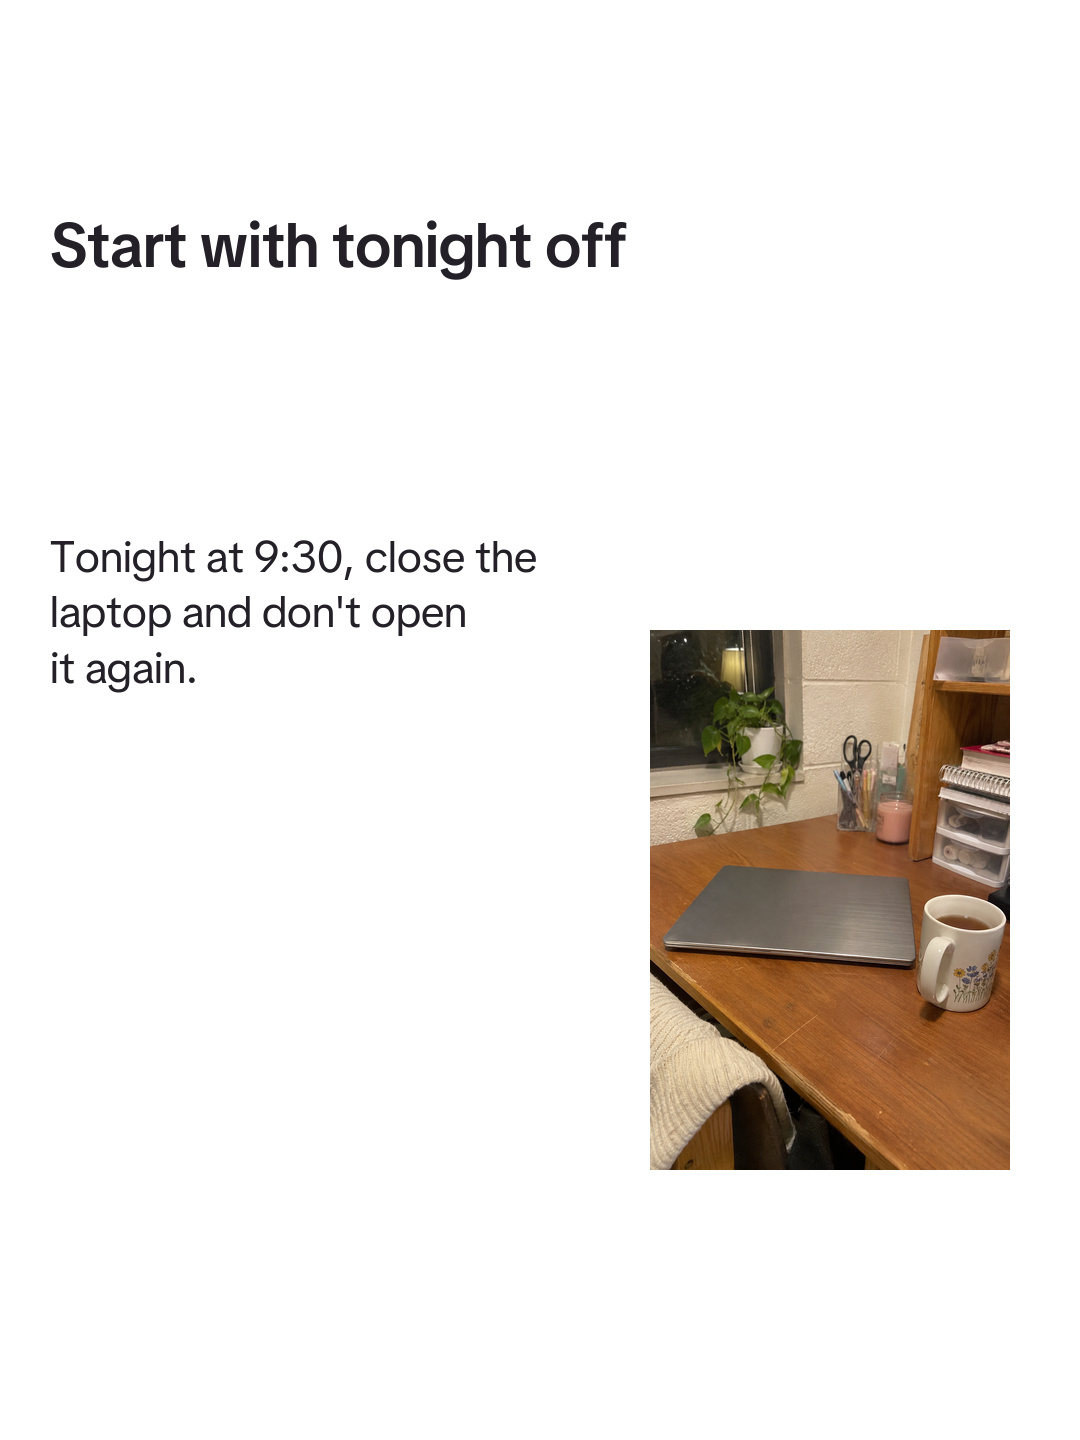 Start with tonight off
Tonight at 9:30, close the
laptop and don't open
it again.